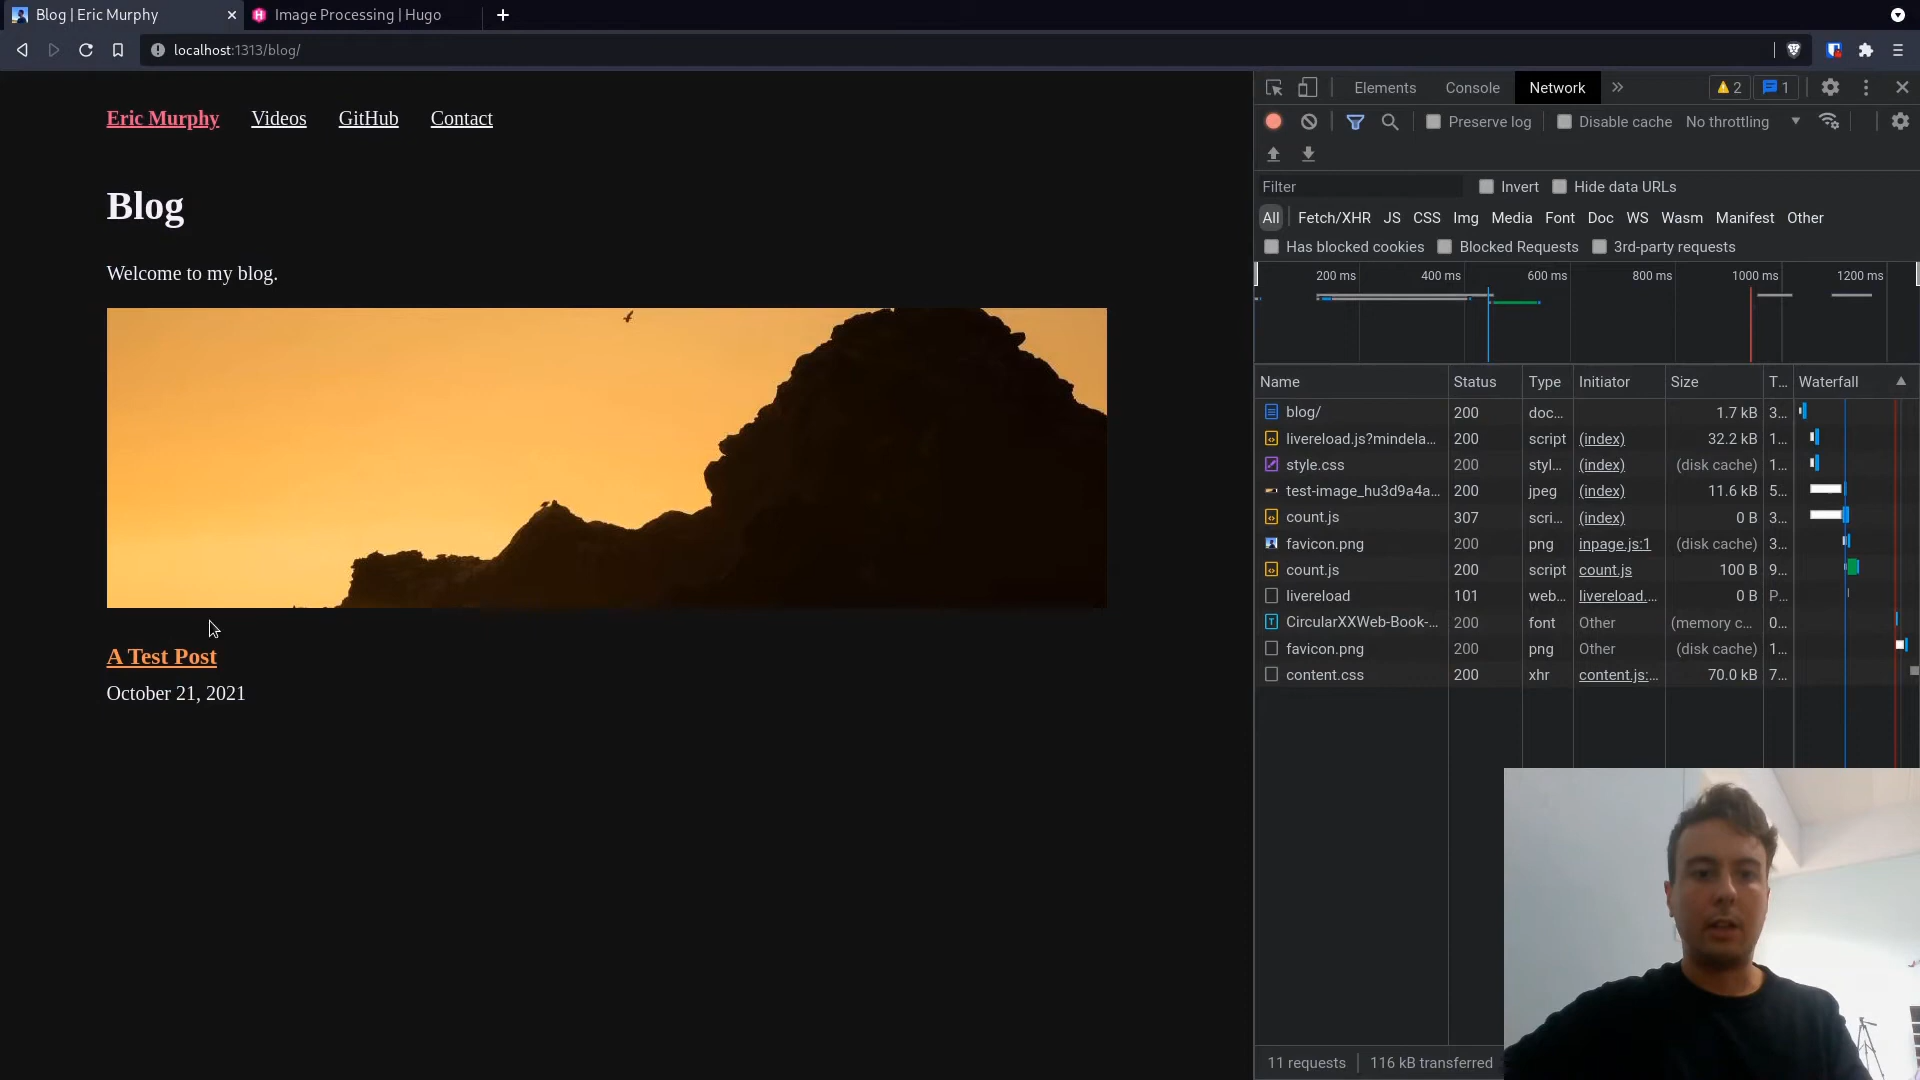 Blog | Eric Murphy
Image Processing | Hugo
localhost:1313/blog/
Eric Murphy Videos GitHub Contact
Blog
Welcome to my blog.
A Test Post
October 21, 2021
Elements Console Network 2 1
Preserve log Disable cache No throttling
Filter Invert Hide data URLs
All Fetch/XHR JS CSS Img Media Font Doc WS Wasm Manifest Other
Has blocked cookies Blocked Requests 3rd-party requests
200 ms 400 ms 600 ms 800 ms 1000 ms 1200 ms
Name Status Type Initiator Size T... Waterfall
blog/ 200 doc... 1.7 kB 3...
livereload.js?mindela... 200 script (index) 32.2 kB 1...
style.css 200 styl... (index) (disk cache) 1...
test-image_hu3d9a4a... 200 jpeg (index) 11.6 kB 5...
count.js 307 scri... (index) 0 B 3...
favicon.png 200 png inpage.js:1 (disk cache) 3...
count.js 200 script count.js 100 B 9...
livereload 101 web... livereload.... 0 B P...
CircularXXWeb-Book-... 200 font Other (memory c... 0...
favicon.png 200 png Other (disk cache) 1...
content.css 200 xhr content.js:... 70.0 kB 7...
11 requests 116 kB transferred